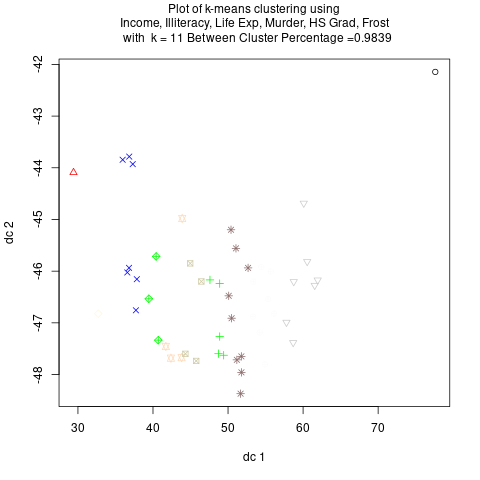 Plot of k-means clustering using
Income, Illiteracy, Life Exp, Murder, HS Grad, Frost
with k = 11 Between Cluster Percentage =0.9839
-42
-43
-44
-45
-46
-47
-48
dc 2
30 40 50 60 70
dc 1